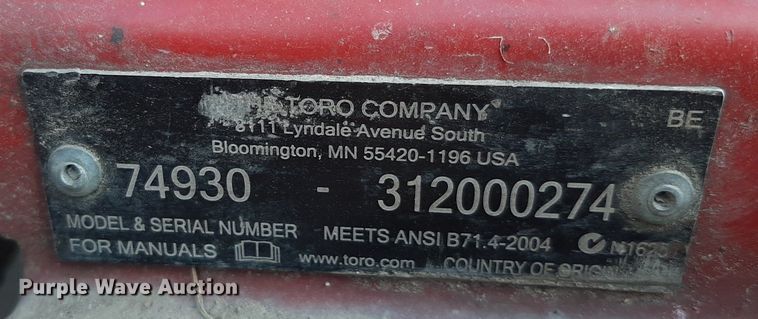 TORO COMPANY BE
8111 Lyndale Avenue South
Bloomington, MN 55420-1196 USA
74930 - 312000274
MODEL & SERIAL NUMBER MEETS ANSI B71.4-2004
FOR MANUALS www.toro.com COUNTRY OF ORIGIN
Purple Wave Auction